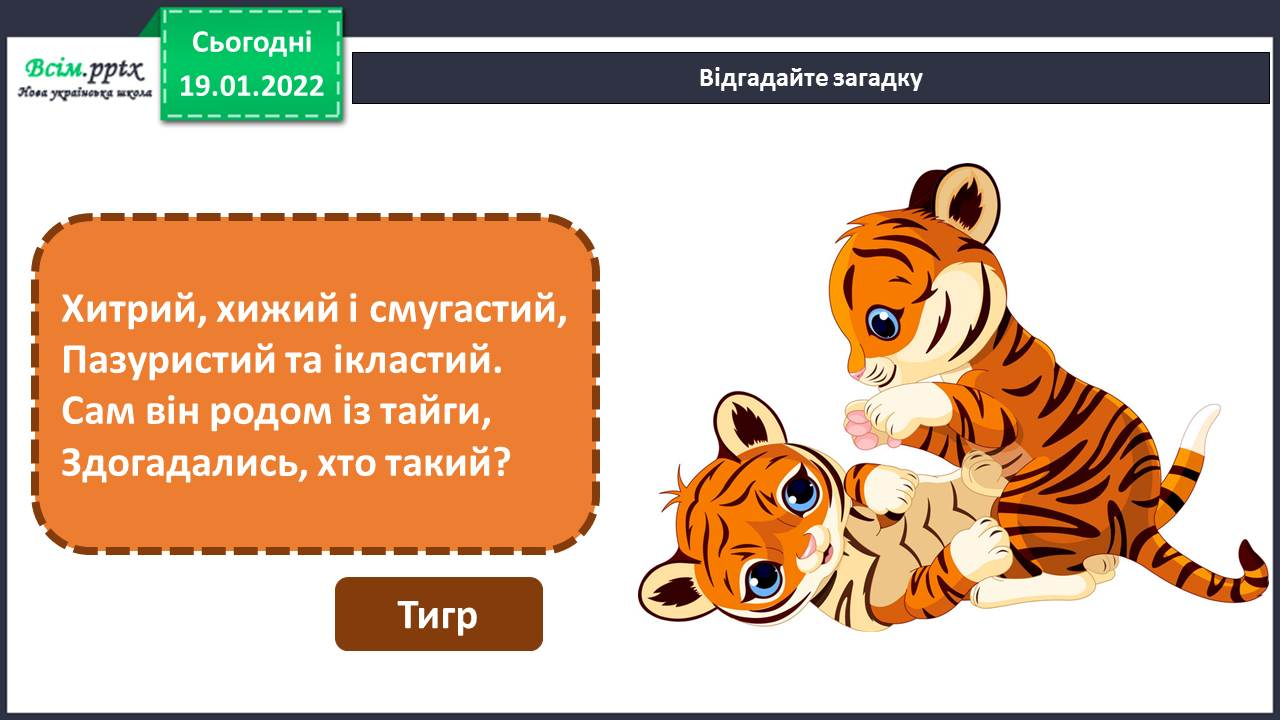 Сьогодні
19.01.2022
Всім.pptx
Нова українська школа
Відгадайте загадку
Хитрий, хижий і смугастий,
Пазуристий та ікластий.
Сам він родом із тайги,
Здогадались, хто такий?
Тигр